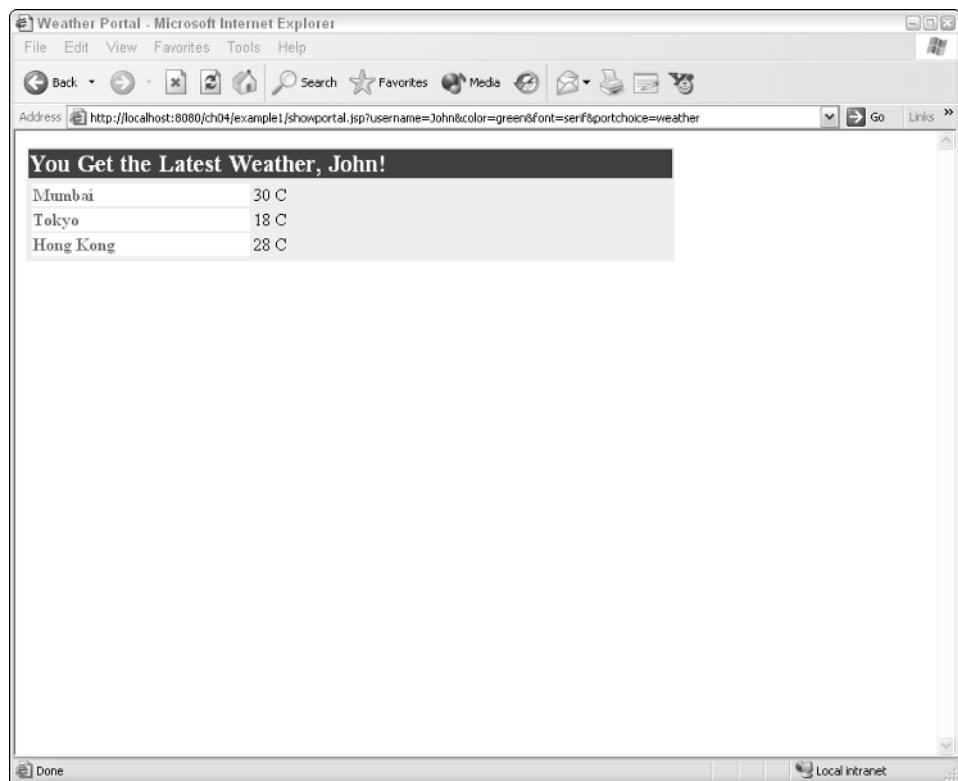 Weather Portal - Microsoft Internet Explorer
File Edit View Favorites Tools Help
Back Search Favorites Media
Address http://localhost:8080/ch04/example1/showportal.jsp?username=John&color=green&font=serif&portchoice=weather Go Links »
You Get the Latest Weather, John!
Mumbai 30 C
Tokyo 18 C
Hong Kong 28 C
Done Local intranet